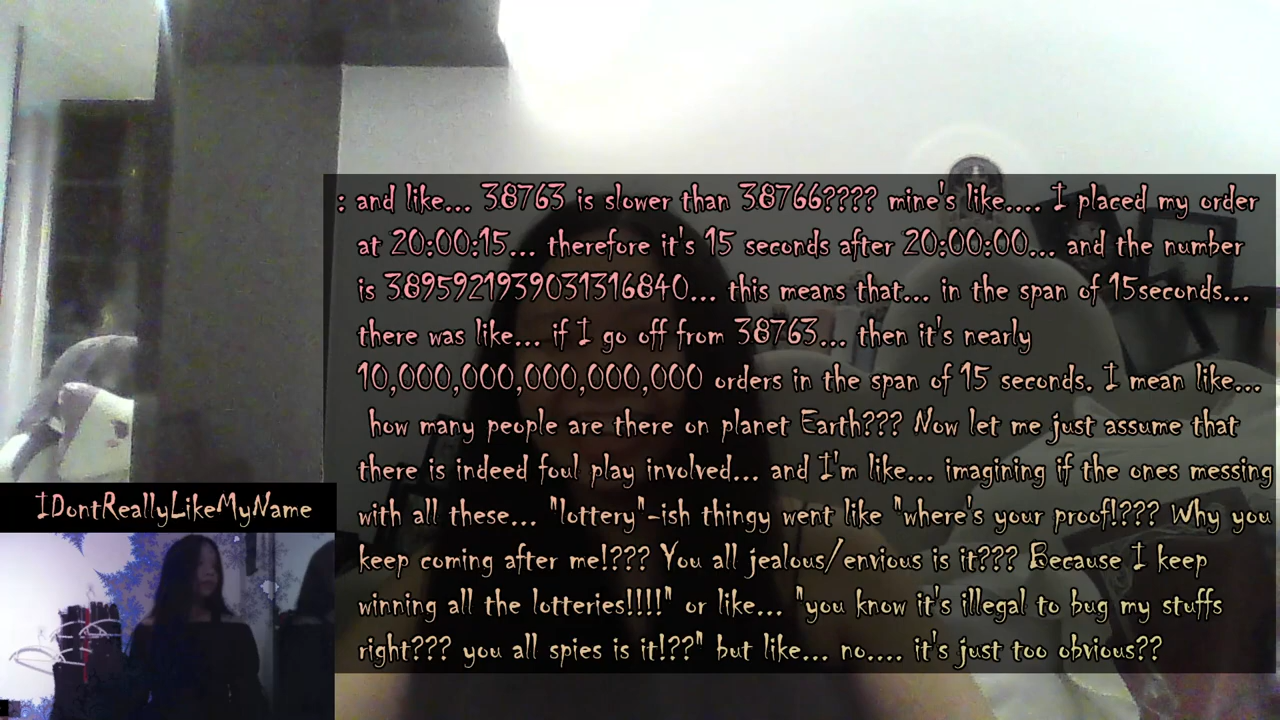 : and like... 38763 is slower than 38766???? mine's like.... I placed my order
at 20:00:15... therefore it's 15 seconds after 20:00:00... and the number
is 3895921939031316840... this means that... in the span of 15seconds...
there was like... if I go off from 38763... then it's nearly
10,000,000,000,000,000 orders in the span of 15 seconds. I mean like...
how many people are there on planet Earth??? Now let me just assume that
there is indeed foul play involved... and I'm like... imagining if the ones messing
with all these... "lottery"-ish thingy went like "where's your proof!??? Why you
keep coming after me!??? You all jealous/envious is it??? Because I keep
winning all the lotteries!!!!" or like... "you know it's illegal to bug my stuffs
right??? you all spies is it!??" but like... no.... it's just too obvious??
IDontReallyLikeMyName